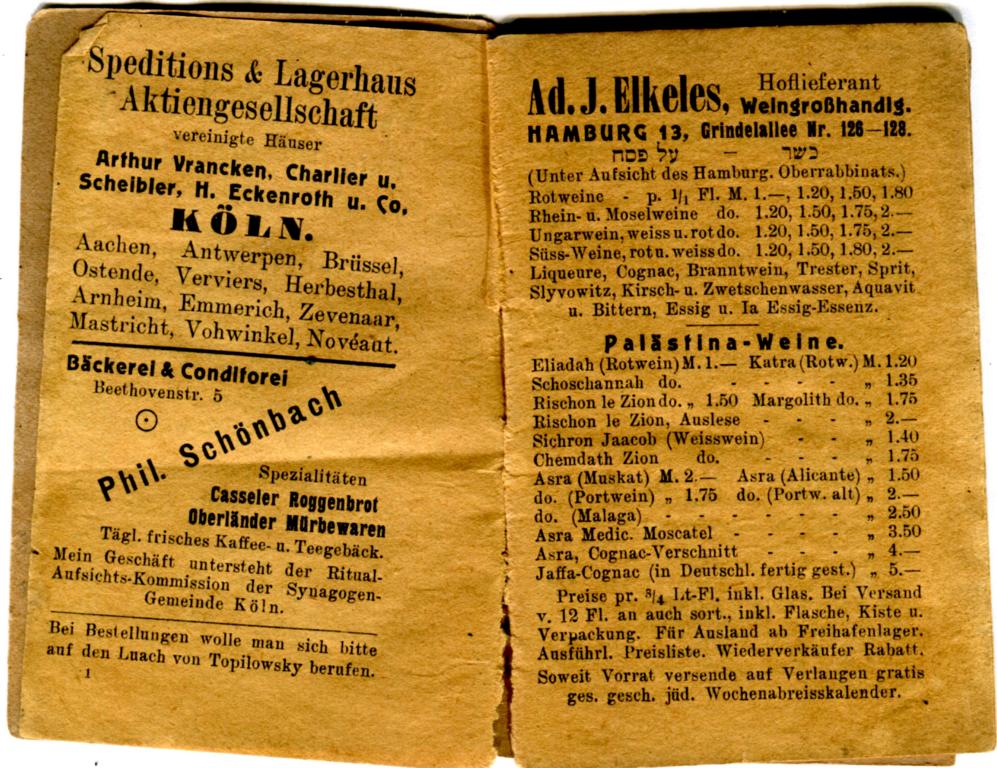 Speditions & Lagerhaus
Aktiengesellschaft
vereinigte Häuser
Arthur Vrancken, Charlier u.
Scheibler, H. Eckenroth u. Co,
KÖLN.
Aachen, Antwerpen, Brüssel,
Ostende, Verviers, Herbesthal,
Arnheim, Emmerich, Zevenaar,
Mastricht, Vohwinkel, Novéant.
Bäckerei & Conditorei
Beethovenstr. 5
Phil. Schönbach
Spezialitäten
Casseler Roggenbrot
Oberländer Mürbewaren
Tägl. frisches Kaffee- u. Teegebäck.
Mein Geschäft untersteht der Ritual-
Aufsichts-Kommission der Synagogen-
Gemeinde Köln.
Bei Bestellungen wolle man sich bitte
auf den Luach von Topilowsky berufen.
1
Ad. J. Elkeles, Hoflieferant
Weingroßhandlg.
HAMBURG 13, Grindelallee Nr. 126—128.
כשר — על פסח
(Unter Aufsicht des Hamburg. Oberrabbinats.)
Rotweine - p. 1/1 Fl. M. 1.—, 1.20, 1.50, 1.80
Rhein- u. Moselweine do. 1.20, 1.50, 1.75, 2.—
Ungarwein, weiss u. rot do. 1.20, 1.50, 1.75, 2.—
Süss-Weine, rot u. weiss do. 1.20, 1.50, 1.80, 2.—
Liqueure, Cognac, Branntwein, Trester, Sprit,
Slyvowitz, Kirsch- u. Zwetschenwasser, Aquavit
u. Bittern, Essig u. Ia Essig-Essenz.
Palästina-Weine.
Eliadah (Rotwein) M. 1.— Katra (Rotw.) M. 1.20
Schoschannah do. - - - - „ 1.35
Rischon le Zion do. „ 1.50 Margolith do. „ 1.75
Rischon le Zion, Auslese - - - „ 2.—
Sichron Jaacob (Weisswein) - - „ 1.40
Chemdath Zion do. - - „ 1.75
Asra (Muskat) M. 2.— Asra (Alicante) „ 1.50
do. (Portwein) „ 1.75 do. (Portw. alt) „ 2.—
do. (Malaga) - - - - - - „ 2.50
Asra Medic. Moscatel - - - - „ 3.50
Asra, Cognac-Verschnitt - - - - „ 4.—
Jaffa-Cognac (in Deutschl. fertig gest.) „ 5.—
Preise pr. 3/4 Lt-Fl. inkl. Glas. Bei Versand
v. 12 Fl. an auch sort., inkl. Flasche, Kiste u.
Verpackung. Für Ausland ab Freihafenlager.
Ausführl. Preisliste. Wiederverkäufer Rabatt.
Soweit Vorrat versende auf Verlangen gratis
ges. gesch. jüd. Wochenabreisskalender.